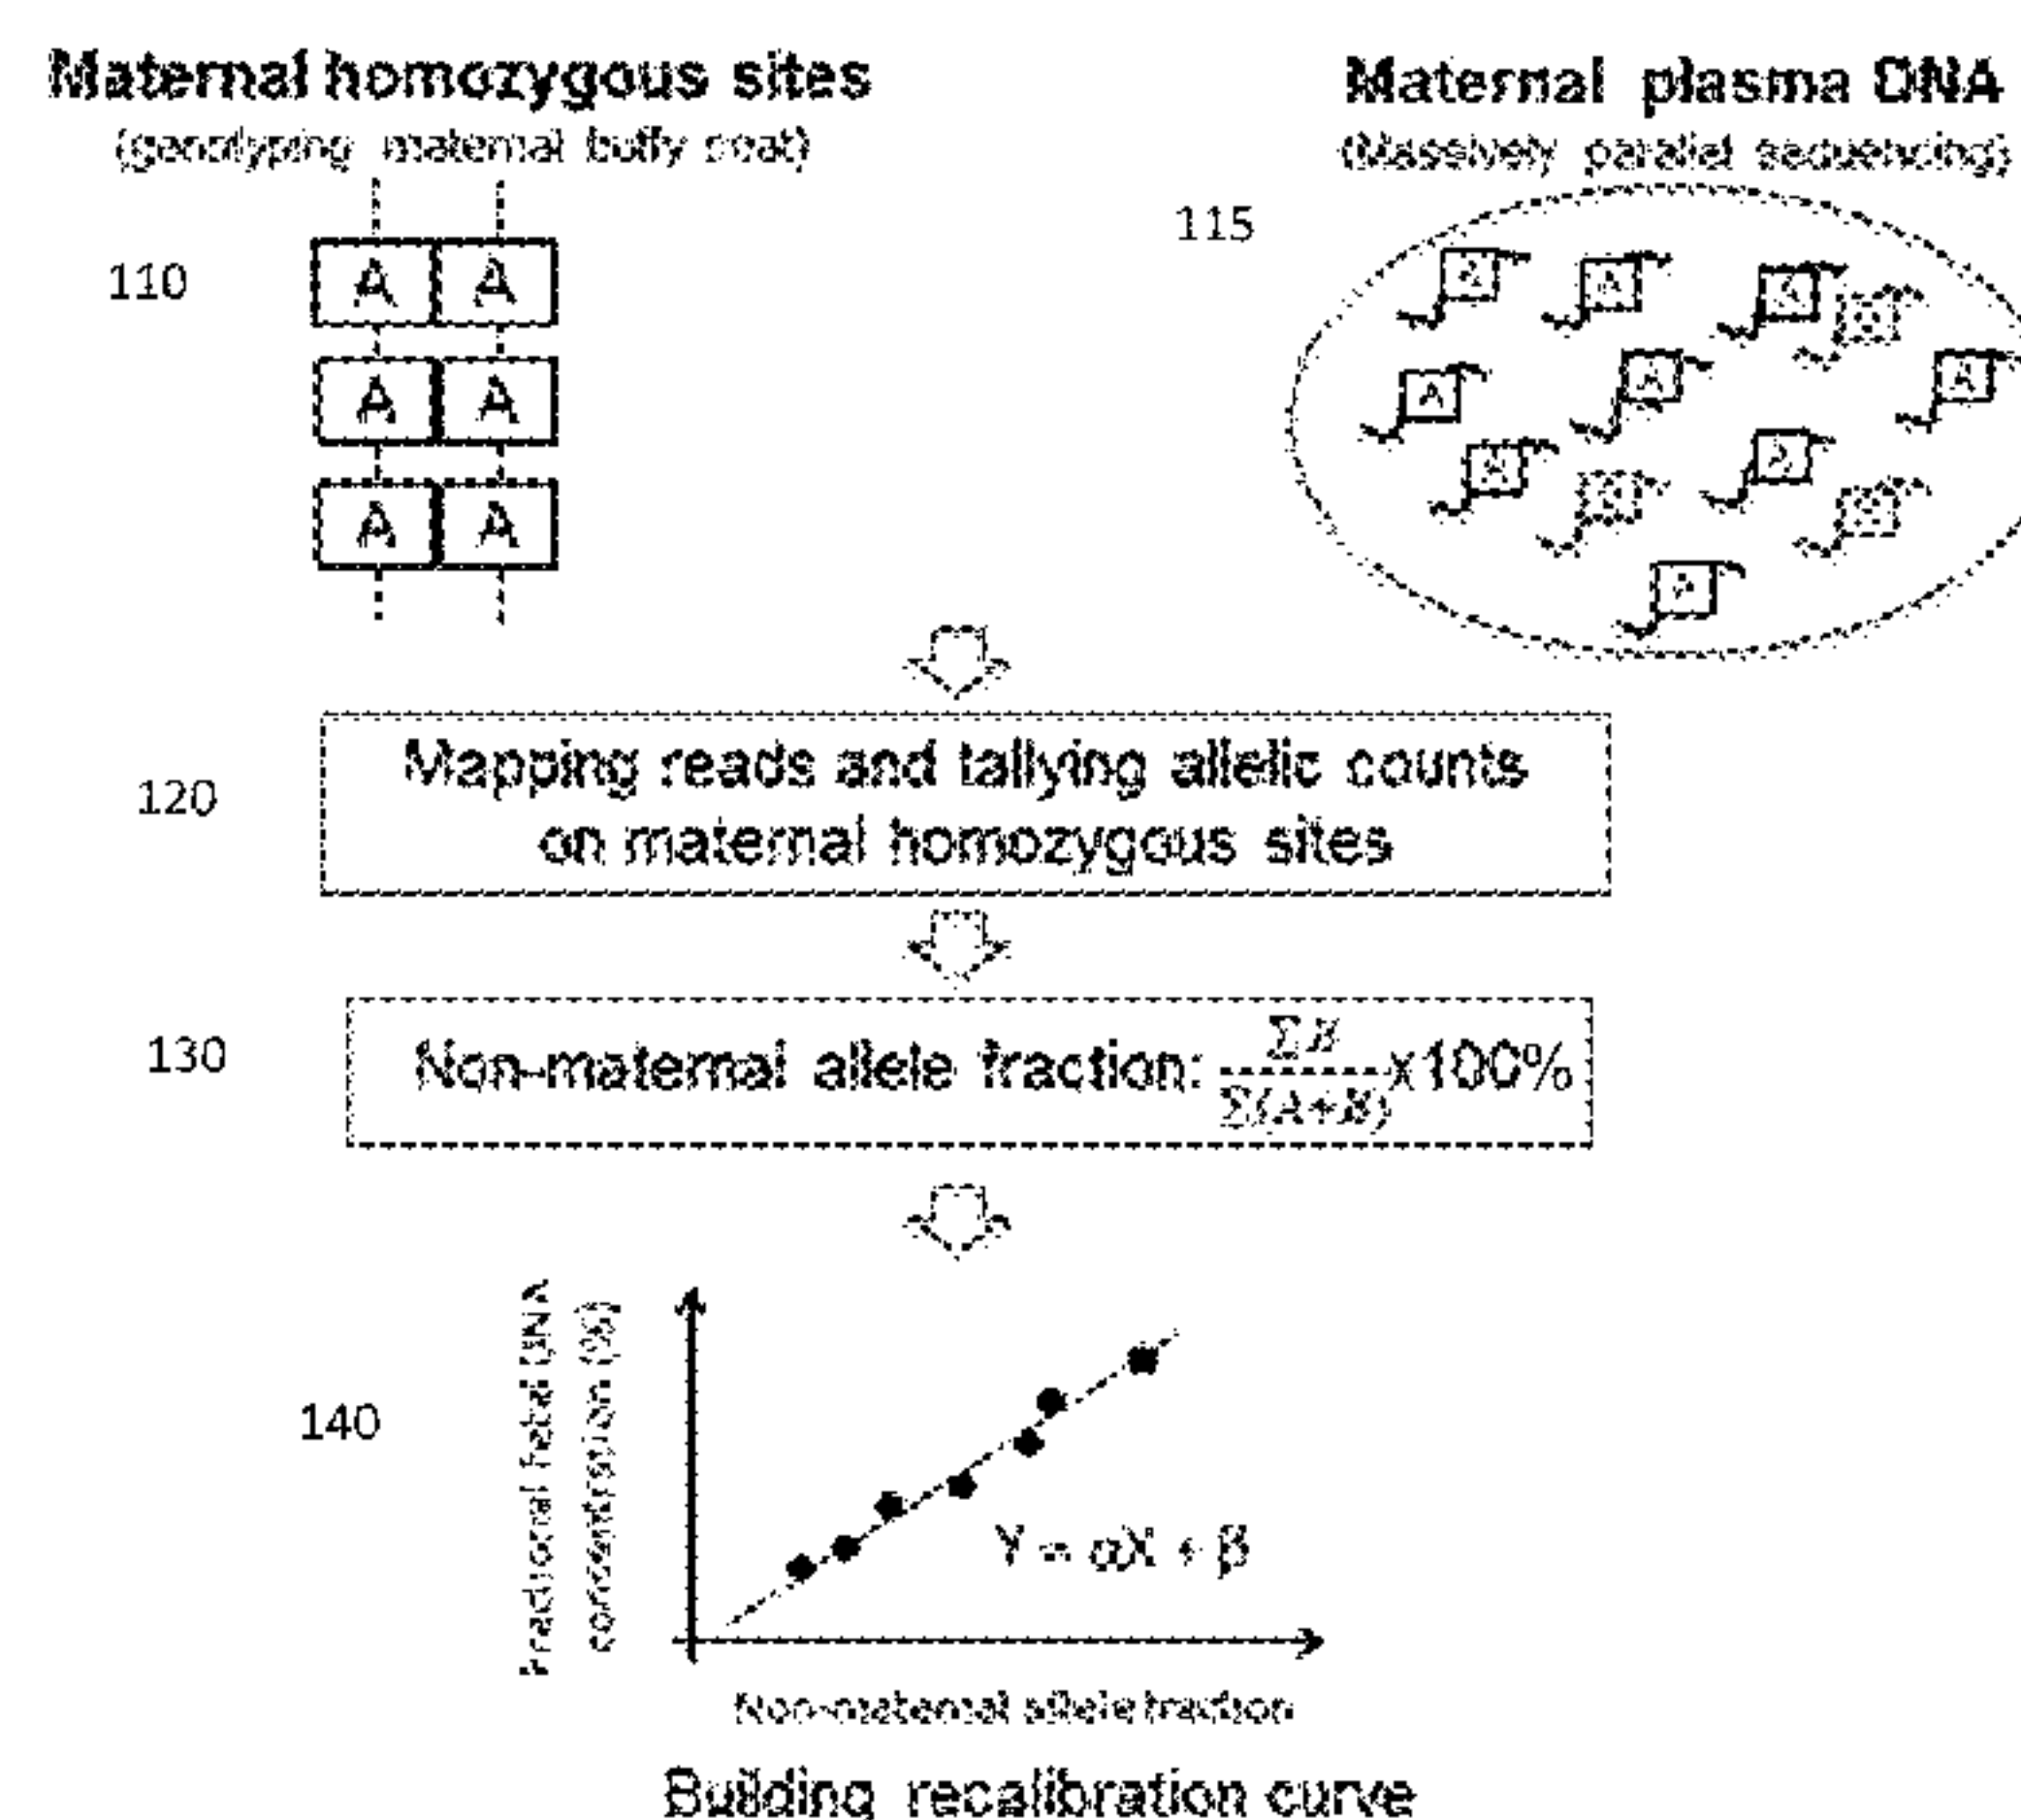 Maternal homozygous sites
(genotyping maternal buffy coat)
110
A A
A A
A A
Maternal plasma DNA
(Massively parallel sequencing)
115
A
A
A
A
A
120
Mapping reads and tallying allelic counts
on maternal homozygous sites
130
Non-maternal allele fraction: ΣB/Σ(A+B) x100%
140
Fractional fetal DNA
concentration (%)
Y = αX + β
Non-maternal allele fraction
Building recalibration curve